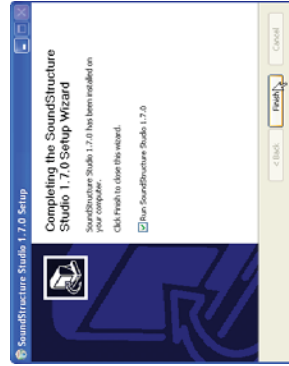 SoundStructure Studio 1.7.0 Setup
Completing the SoundStructure
Studio 1.7.0 Setup Wizard
SoundStructure Studio 1.7.0 has been installed on
your computer.
Click Finish to close this wizard.
Run SoundStructure Studio 1.7.0
< Back
Finish
Cancel